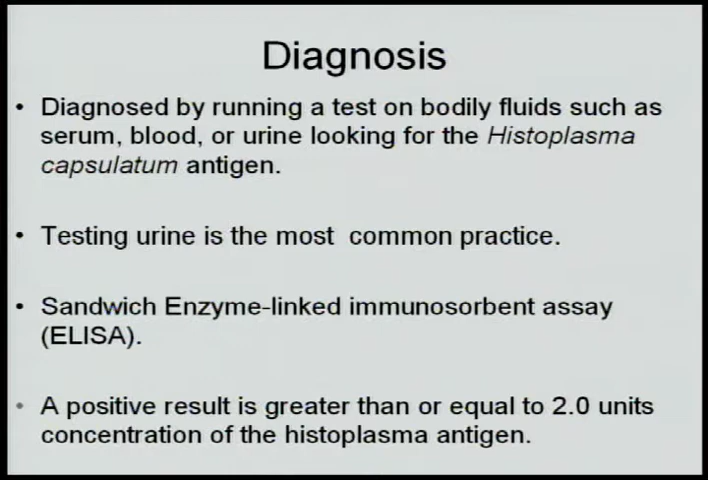 Diagnosis
• Diagnosed by running a test on bodily fluids such as
serum, blood, or urine looking for the Histoplasma
capsulatum antigen.
• Testing urine is the most common practice.
• Sandwich Enzyme-linked immunosorbent assay
(ELISA).
• A positive result is greater than or equal to 2.0 units
concentration of the histoplasma antigen.